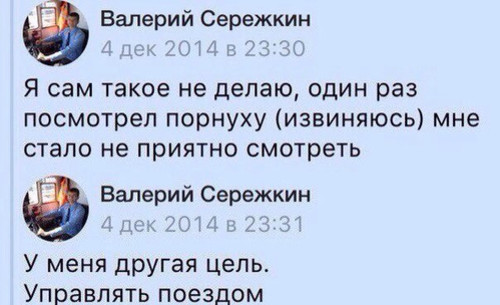 Валерий Сережкин
4 дек 2014 в 23:30
Я сам такое не делаю, один раз
посмотрел порнуху (извиняюсь) мне
стало не приятно смотреть
Валерий Сережкин
4 дек 2014 в 23:31
У меня другая цель.
Управлять поездом